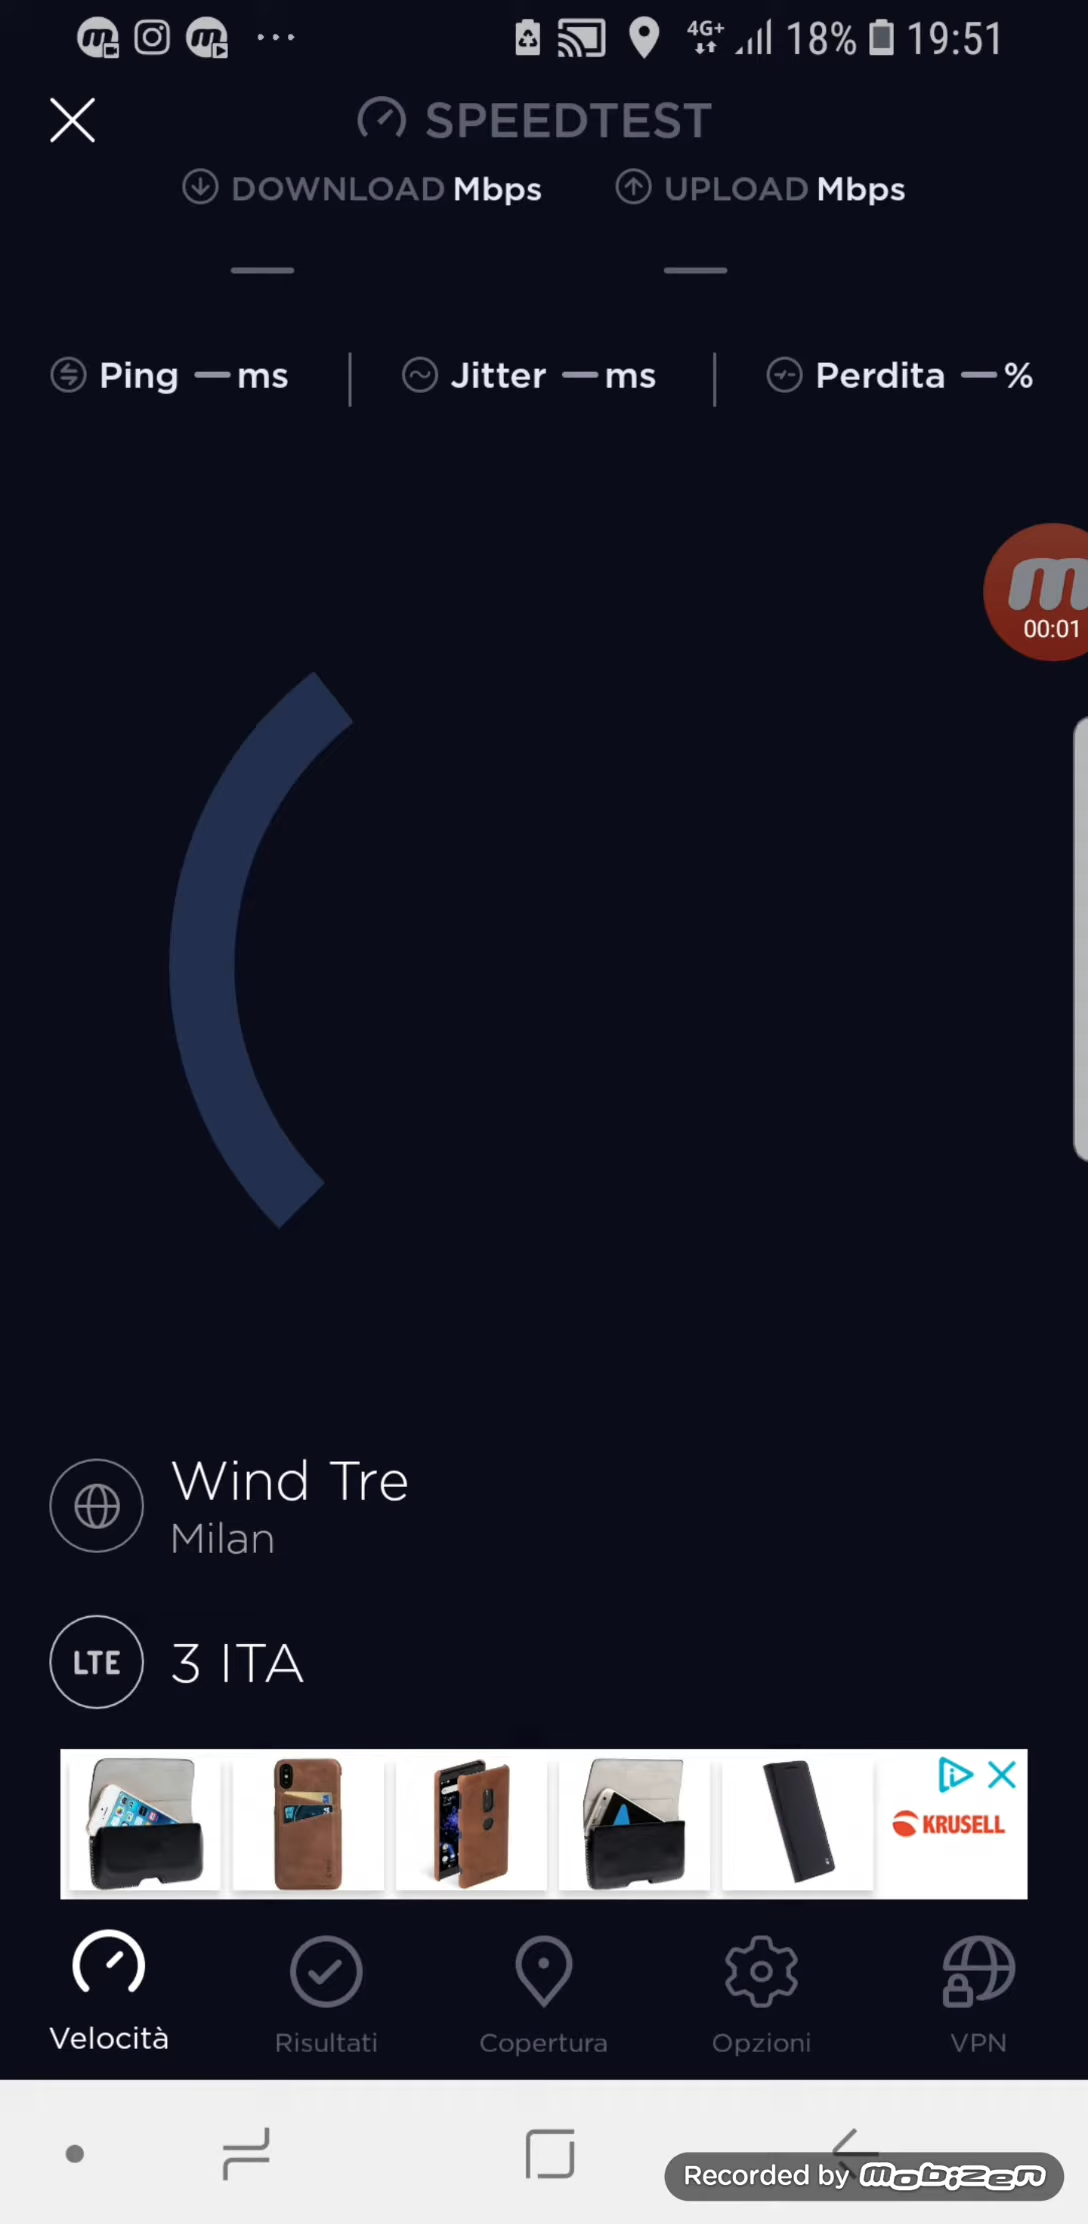 4G+ 18% 19:51
SPEEDTEST
DOWNLOAD Mbps UPLOAD Mbps
— —
Ping — ms | Jitter — ms | Perdita — %
m
00:01
Wind Tre
Milan
LTE 3 ITA
KRUSELL
Velocità Risultati Copertura Opzioni VPN
Recorded by mobizen